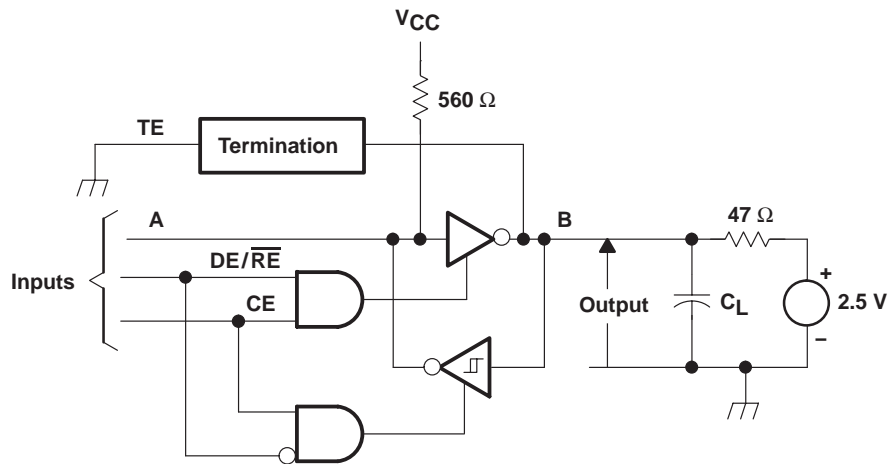 VCC
560 Ω
TE
Termination
A
B
47 Ω
Inputs
DE/RE
CE
Output
CL
+
2.5 V
−